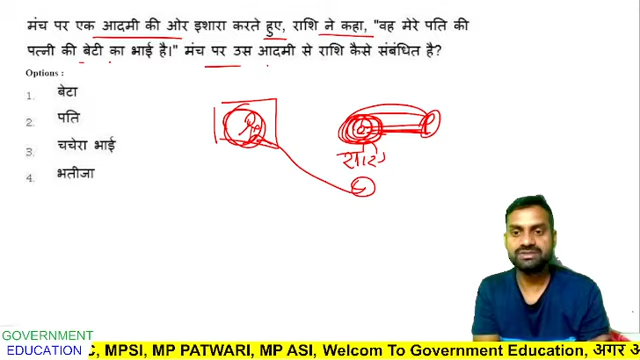 मंच पर एक आदमी की ओर इशारा करते हुए, राशि ने कहा, "वह मेरे पति की
पत्नी की बेटी का भाई है।" मंच पर उस आदमी से राशि कैसे संबंधित है?
Options :
1. बेटा
2. पति
3. चचेरा भाई
4. भतीजा
राशि
GOVERNMENT
EDUCATION
C, MPSI, MP PATWARI, MP ASI, Welcom To Government Education, अगर